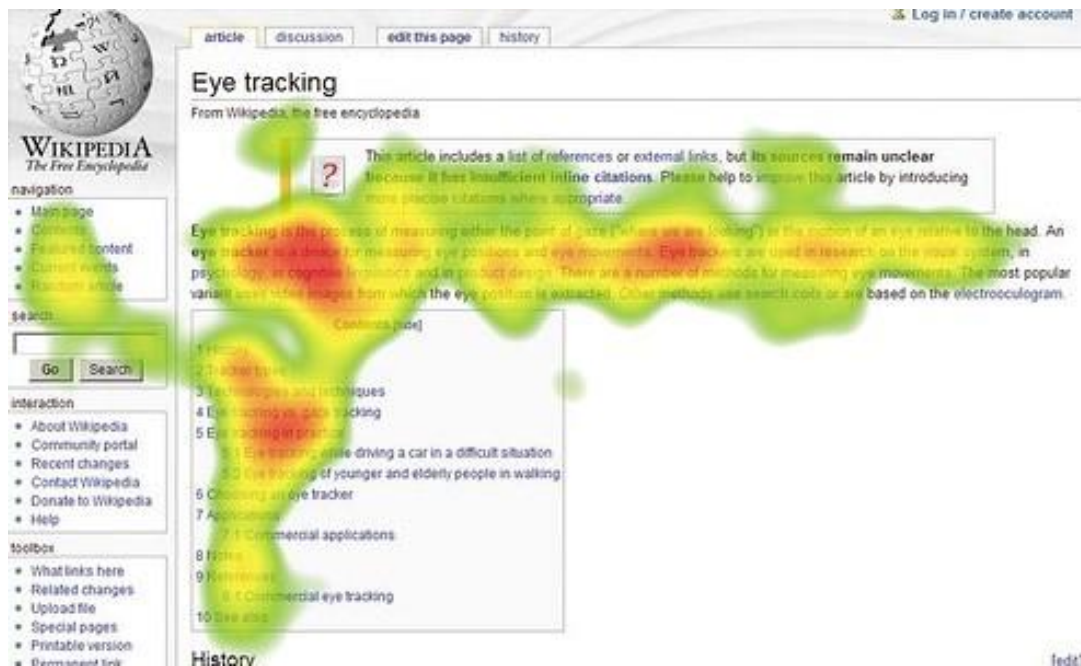 Log in / create account
article discussion edit this page history
Eye tracking
From Wikipedia, the free encyclopedia
WIKIPEDIA
The Free Encyclopedia
navigation
Main page
Contents
Featured content
Current events
Random article
search
Go Search
interaction
About Wikipedia
Community portal
Recent changes
Contact Wikipedia
Donate to Wikipedia
Help
toolbox
What links here
Related changes
Upload file
Special pages
Printable version
Permanent link
?
This article includes a list of references or external links, but its sources remain unclear
because it has insufficient inline citations. Please help to improve this article by introducing
more precise citations where appropriate.
Eye tracking is the process of measuring either the point of gaze ("where we are looking") or the motion of an eye relative to the head. An
eye tracker is a device for measuring eye positions and eye movements. Eye trackers are used in research on the visual system, in
psychology, in cognitive linguistics and in product design. There are a number of methods for measuring eye movements. The most popular
variant uses video images from which the eye position is extracted. Other methods use search coils or are based on the electrooculogram.
Contents [hide]
1 History
2 Tracker types
3 Technologies and techniques
4 Eye tracking vs. gaze tracking
5 Eye tracking in practice
5.1 Eye tracking while driving a car in a difficult situation
5.2 Eye tracking of younger and elderly people in walking
6 Choosing an eye tracker
7 Applications
7.1 Commercial applications
8 Notes
9 References
9.1 Commercial eye tracking
10 See also
History
[edit]